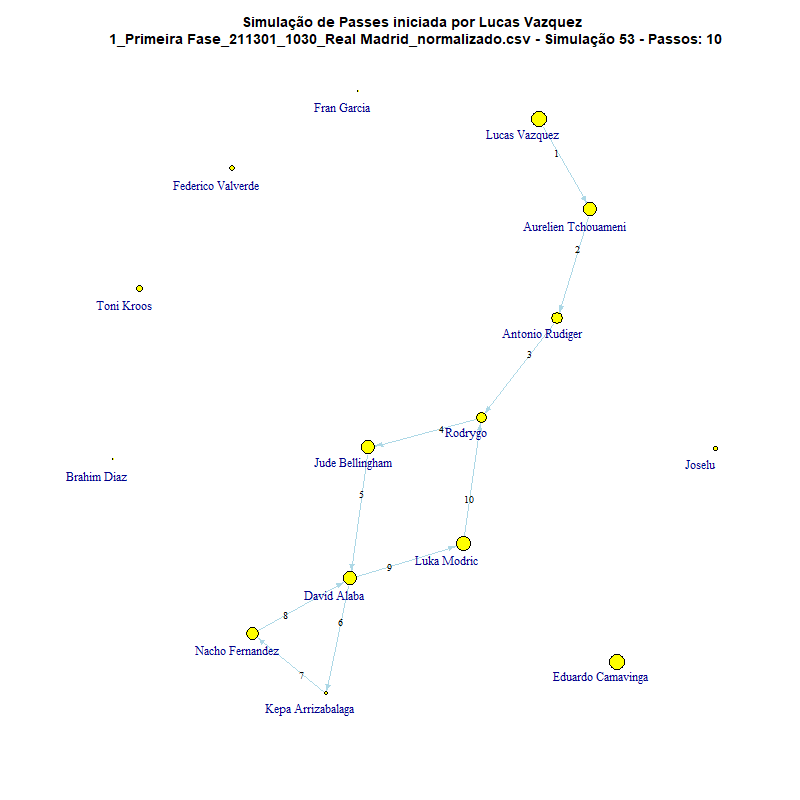 Simulação de Passes iniciada por Lucas Vazquez
1_Primeira Fase_211301_1030_Real Madrid_normalizado.csv - Simulação 53 - Passos: 10
Fran Garcia
Lucas Vazquez
1
Federico Valverde
Aurelien Tchouameni
2
Toni Kroos
Antonio Rudiger
3
4
Rodrygo
Jude Bellingham
Joselu
Brahim Diaz
5
10
Luka Modric
9
David Alaba
8
6
Nacho Fernandez
7
Eduardo Camavinga
Kepa Arrizabalaga